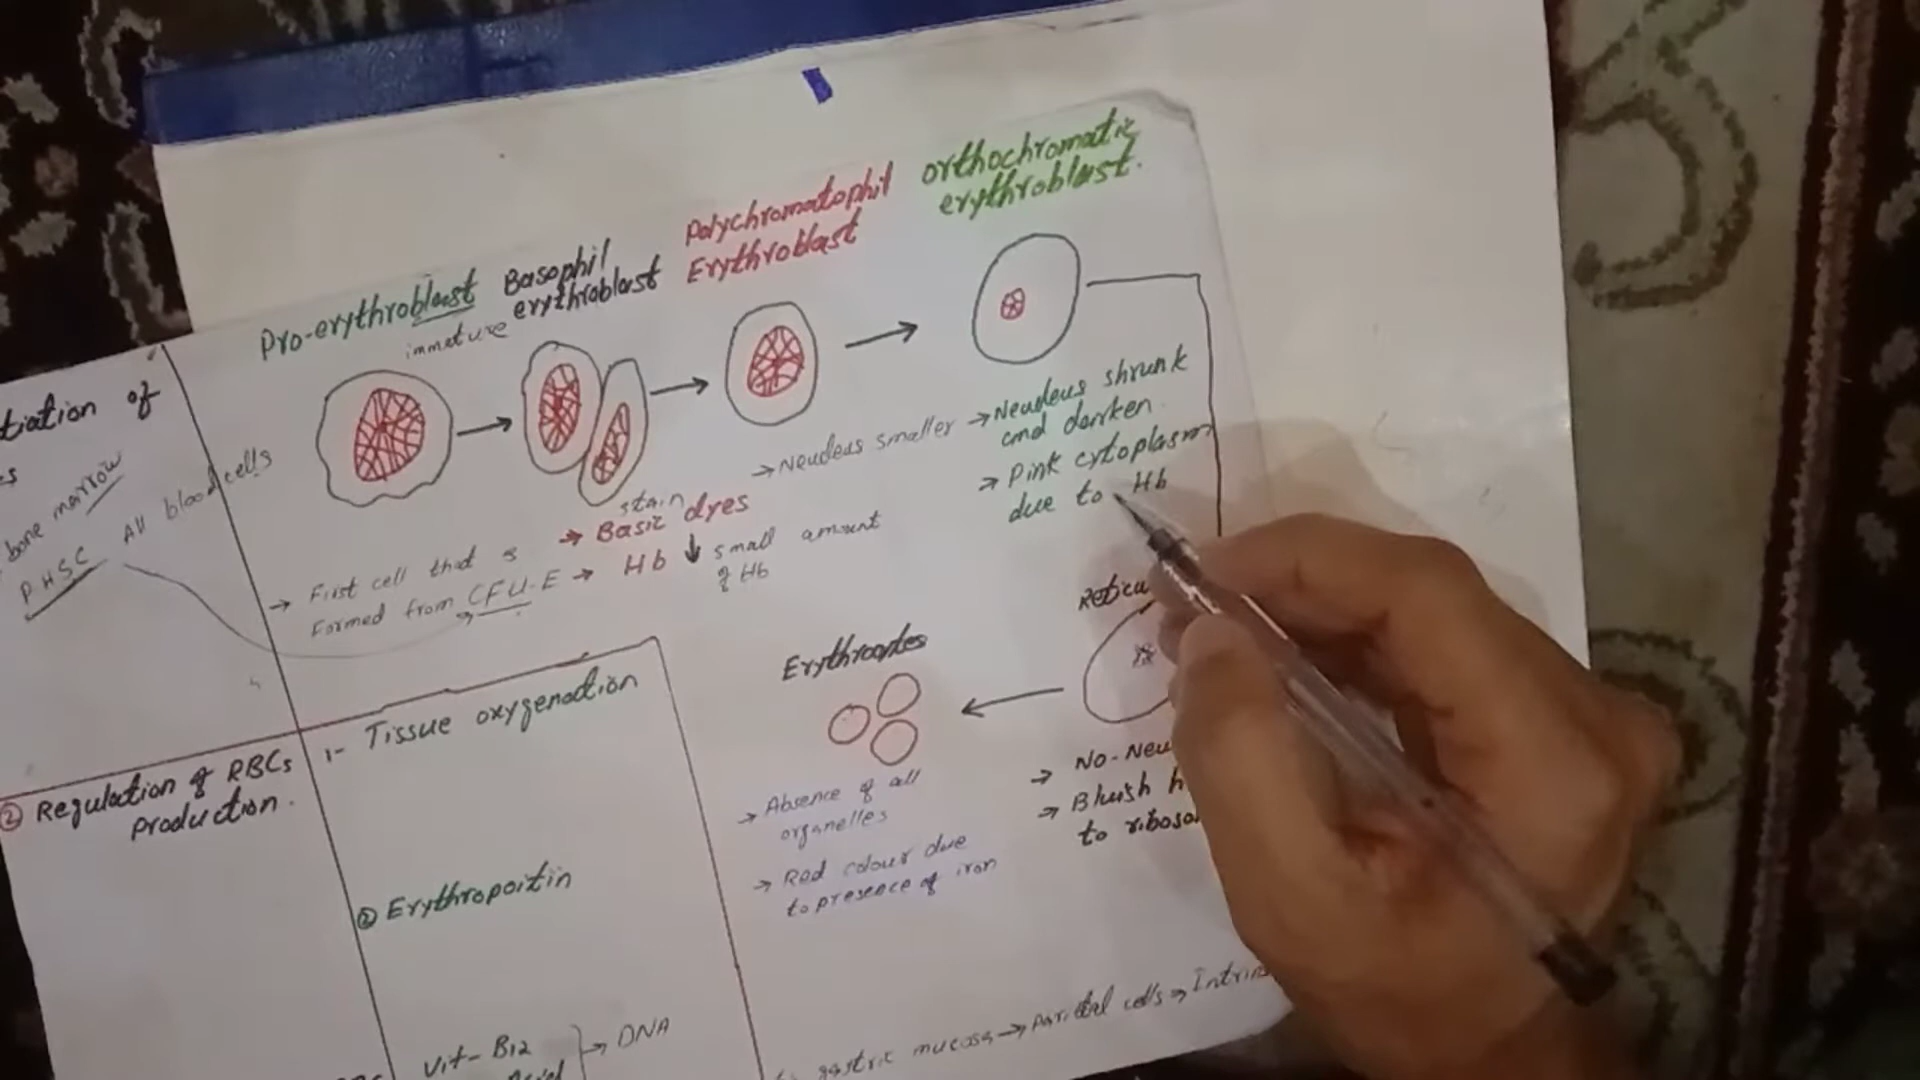 Pro-erythroblast
immature
Basophil
erythroblast
Polychromatophil
Erythroblast
orthochromatic
erythroblast.
tiation of
bone marrow
PHSC
All blood cells
→ First cell that is
Formed from CFU-E
stain
→ Basic dyes
→ Hb ↓ small amount
of Hb
→ Neucleus smaller
→ Neucleus shrunk
and darken.
→ Pink cytoplasm
due to Hb
Reticu
→ No-Neu
→ Bluish h
to riboso
Erythrocytes
→ Absence of all
organelles
→ Red colour due
to presence of iron
② Regulation of RBCs
production.
1- Tissue oxygenation
② Erythropoitin
Vit-B12
→ DNA
gastric mucosa → parietal cells → Intrin